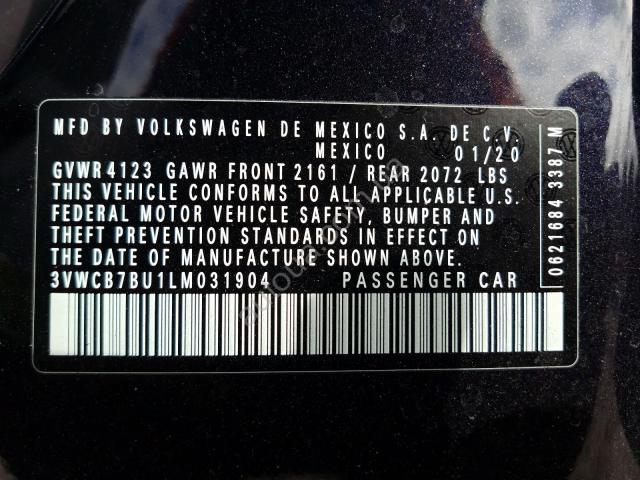 MFD BY VOLKSWAGEN DE MEXICO S.A. DE C.V.
MEXICO 01/20
GVWR 4123 GAWR FRONT 2161 / REAR 2072 LBS
THIS VEHICLE CONFORMS TO ALL APPLICABLE U.S.
FEDERAL MOTOR VEHICLE SAFETY, BUMPER AND
THEFT PREVENTION STANDARDS IN EFFECT ON
THE DATE OF MANUFACTURE SHOWN ABOVE.
3VWCB7BU1LM031904 PASSENGER CAR
0621684 3387 M